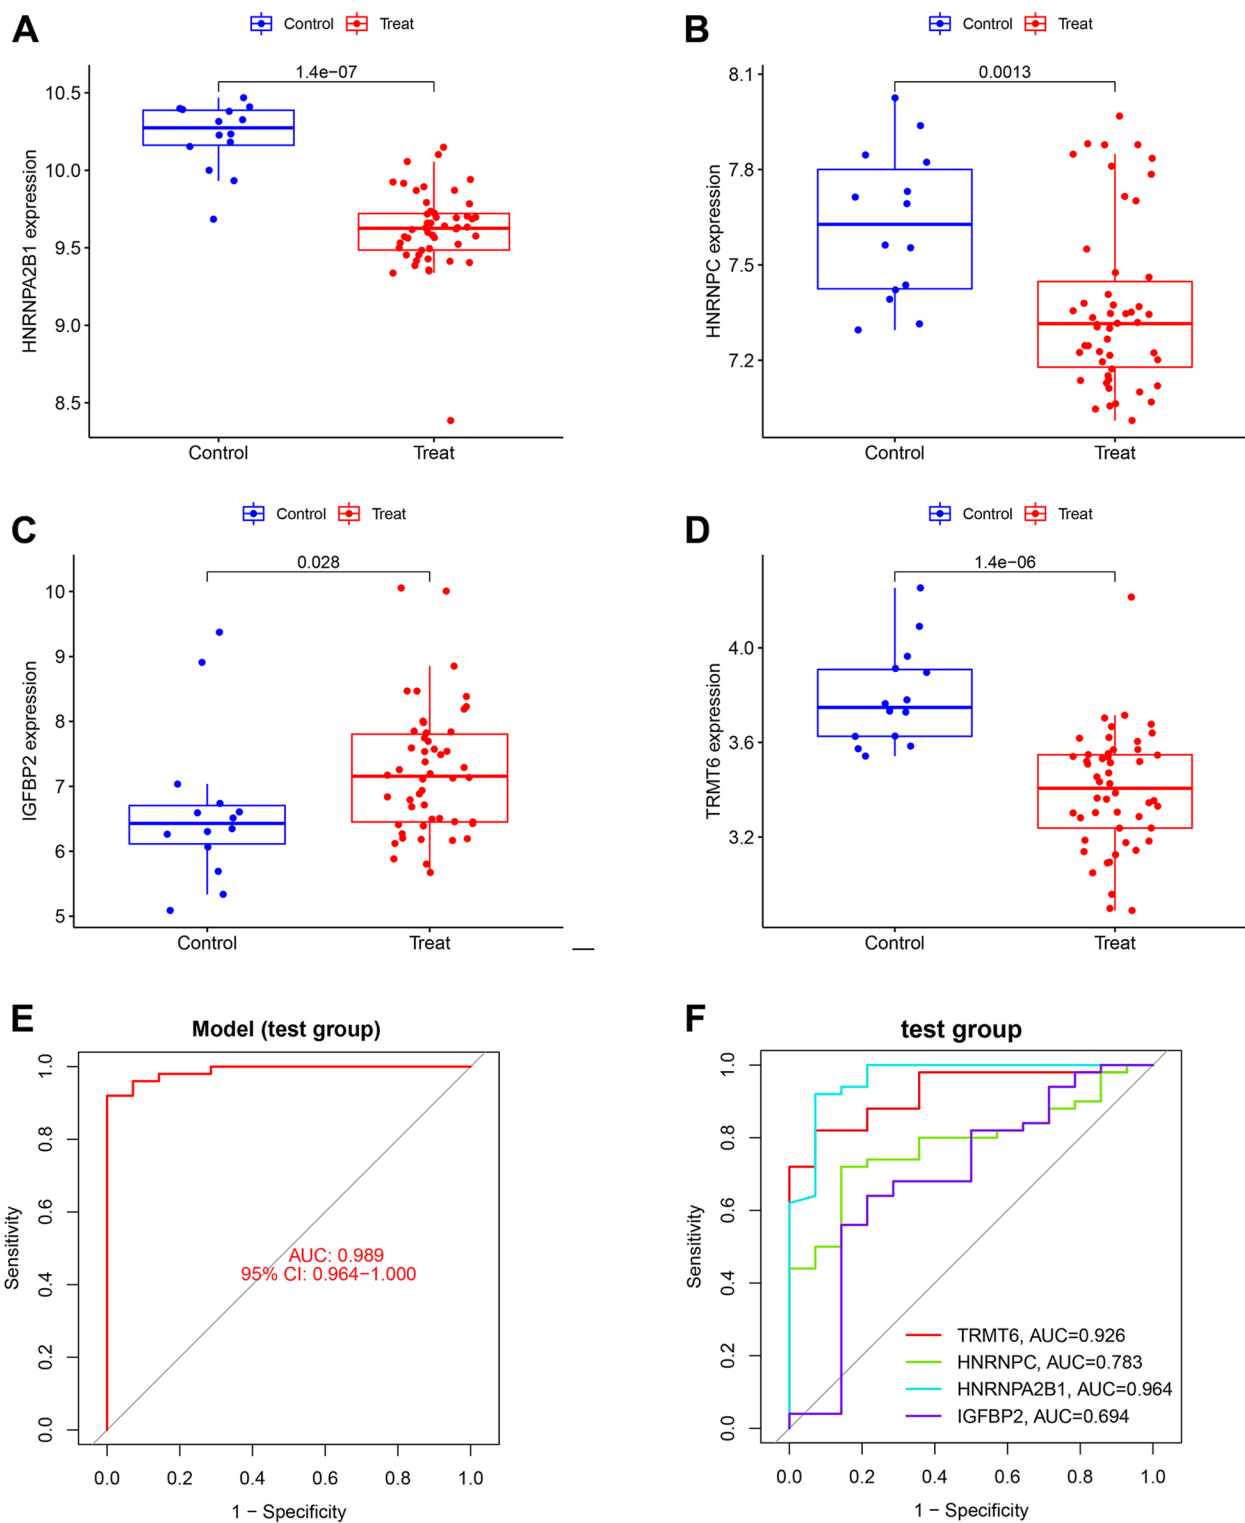 A
Control Treat
1.4e-07
10.5
10.0
9.5
9.0
8.5
HNRNPA2B1 expression
Control Treat
B
Control Treat
0.0013
8.1
7.8
7.5
7.2
HNRNPC expression
Control Treat
C
Control Treat
0.028
10
9
8
7
6
5
IGFBP2 expression
Control Treat
D
Control Treat
1.4e-06
4.0
3.6
3.2
TRMT6 expression
Control Treat
E
Model (test group)
1.0
0.8
0.6
0.4
0.2
0.0
Sensitivity
AUC: 0.989
95% CI: 0.964−1.000
0.0 0.2 0.4 0.6 0.8 1.0
1 − Specificity
F
test group
1.0
0.8
0.6
0.4
0.2
0.0
Sensitivity
TRMT6, AUC=0.926
HNRNPC, AUC=0.783
HNRNPA2B1, AUC=0.964
IGFBP2, AUC=0.694
0.0 0.2 0.4 0.6 0.8 1.0
1 − Specificity